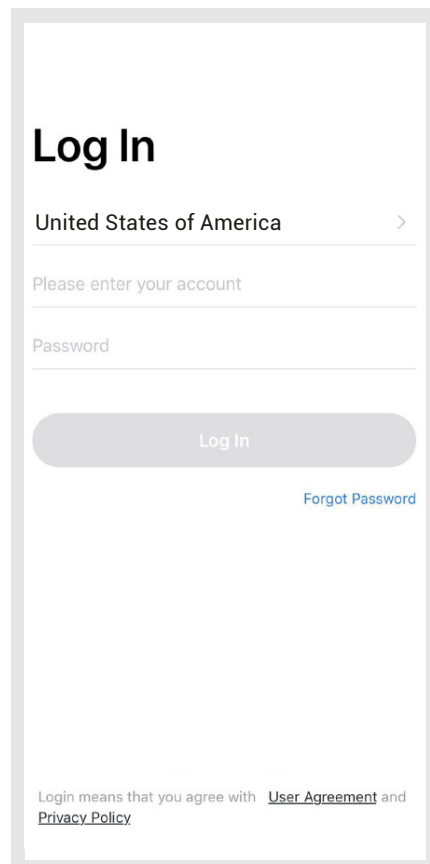 Log In
United States of America
Please enter your account
Password
Log In
Forgot Password
Login means that you agree with User Agreement and
Privacy Policy